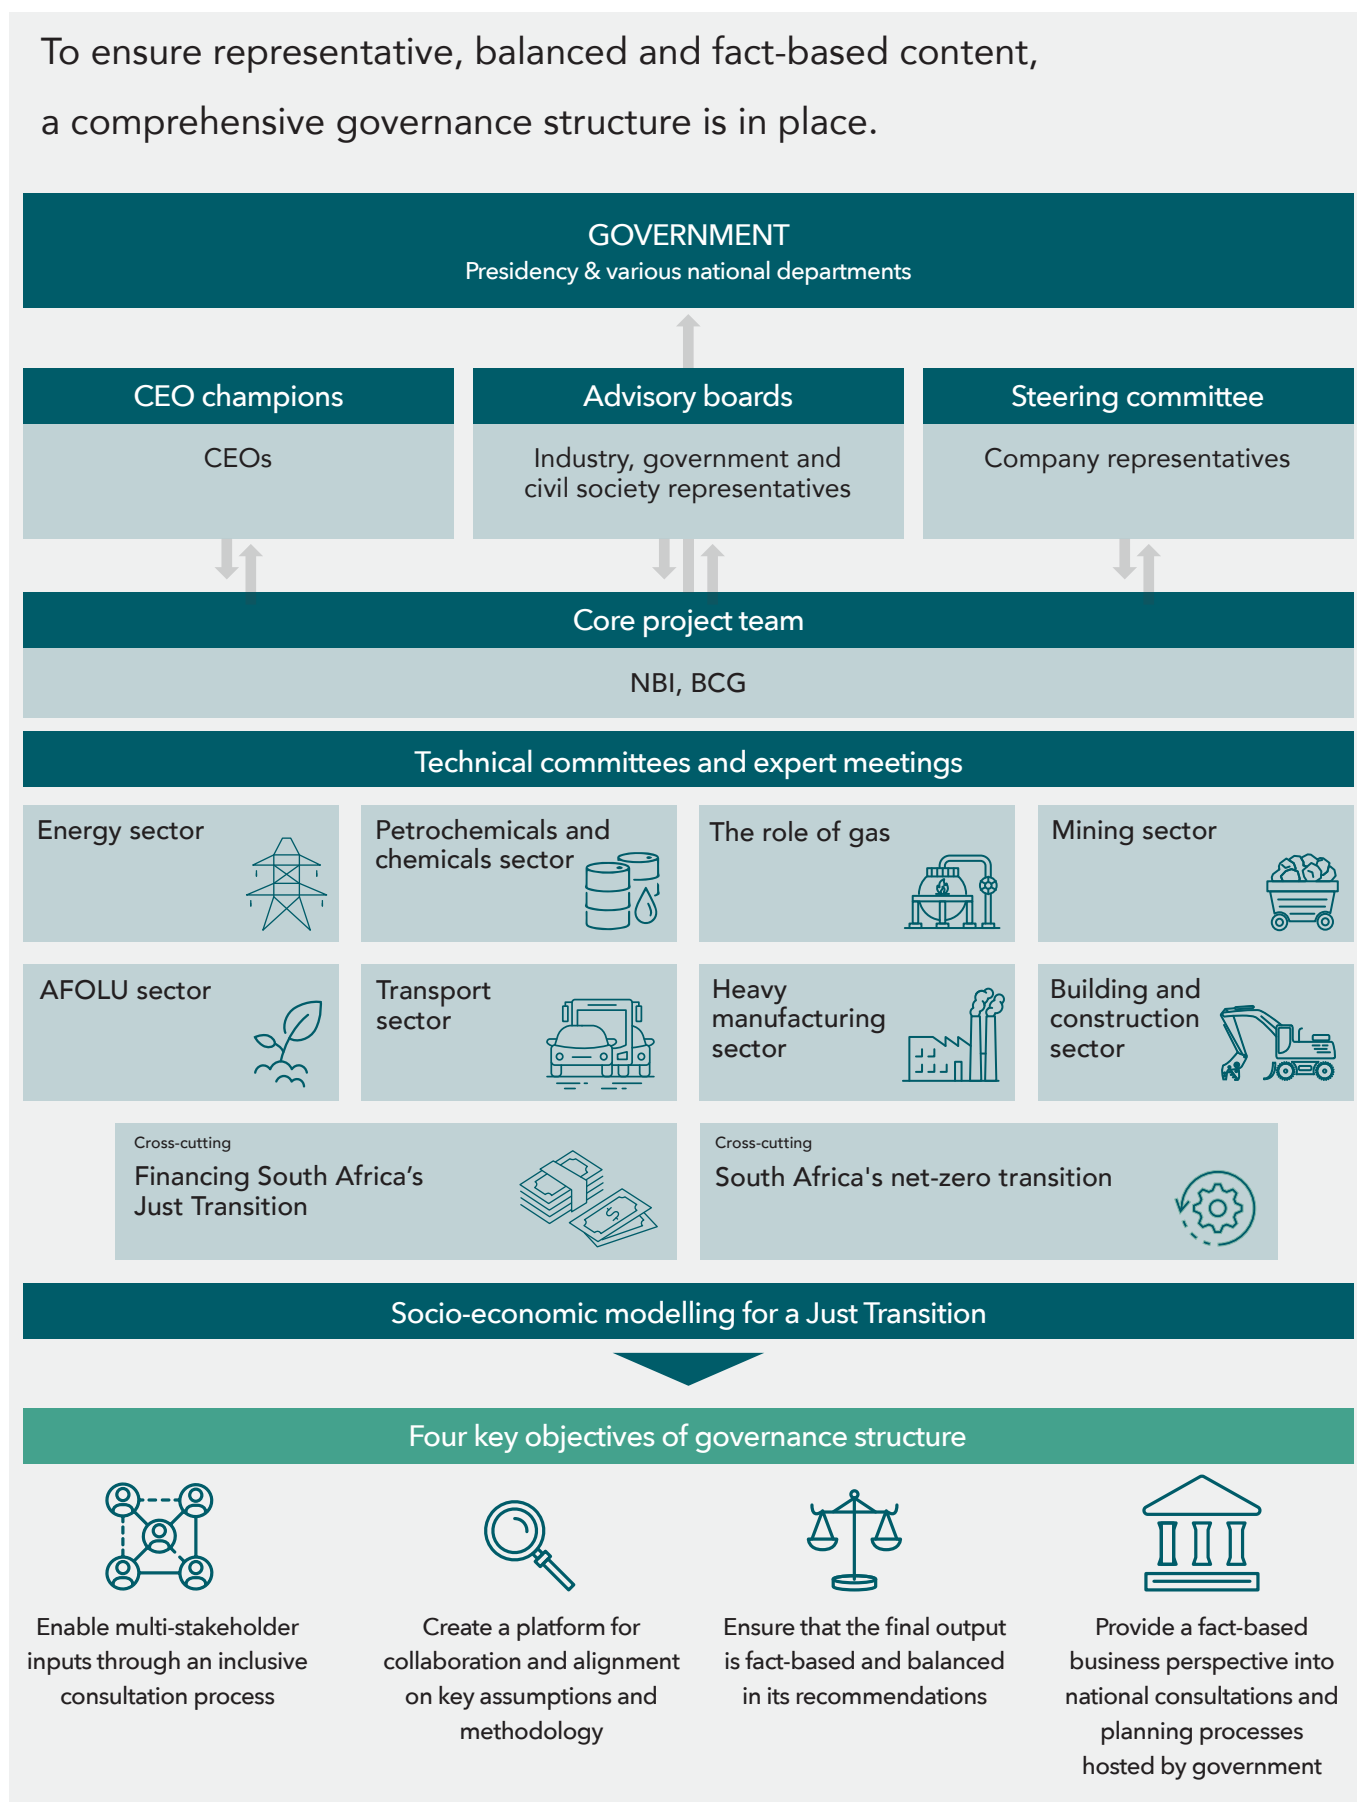 To ensure representative, balanced and fact-based content,
a comprehensive governance structure is in place.
GOVERNMENT
Presidency & various national departments
CEO champions
CEOs
Advisory boards
Industry, government and
civil society representatives
Steering committee
Company representatives
Core project team
NBI, BCG
Technical committees and expert meetings
Energy sector
Petrochemicals and
chemicals sector
The role of gas
Mining sector
AFOLU sector
Transport
sector
Heavy
manufacturing
sector
Building and
construction
sector
Cross-cutting
Financing South Africa’s
Just Transition
Cross-cutting
South Africa's net-zero transition
Socio-economic modelling for a Just Transition
Four key objectives of governance structure
Enable multi-stakeholder
inputs through an inclusive
consultation process
Create a platform for
collaboration and alignment
on key assumptions and
methodology
Ensure that the final output
is fact-based and balanced
in its recommendations
Provide a fact-based
business perspective into
national consultations and
planning processes
hosted by government